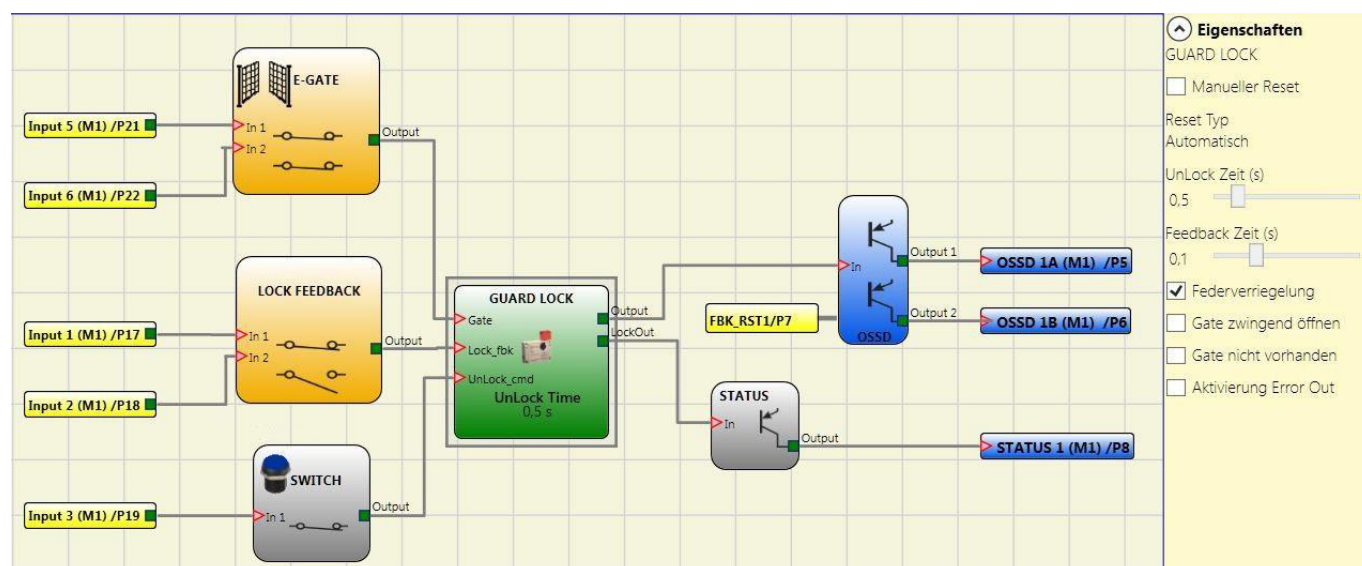 E-GATE
Input 5 (M1) /P21
In 1
In 2
Output
Input 6 (M1) /P22
LOCK FEEDBACK
Input 1 (M1) /P17
In 1
In 2
Output
Input 2 (M1) /P18
SWITCH
Input 3 (M1) /P19
In 1
Output
GUARD LOCK
Gate
Lock_fbk
UnLock_cmd
Output
LockOut
UnLock Time
0,5 s
FBK_RST1/P7
In
Output 1
Output 2
OSSD
OSSD 1A (M1) /P5
OSSD 1B (M1) /P6
STATUS
In
Output
STATUS 1 (M1) /P8
Eigenschaften
GUARD LOCK
Manueller Reset
Reset Typ
Automatisch
UnLock Zeit (s)
0,5
Feedback Zeit (s)
0,1
Federverriegelung
Gate zwingend öffnen
Gate nicht vorhanden
Aktivierung Error Out